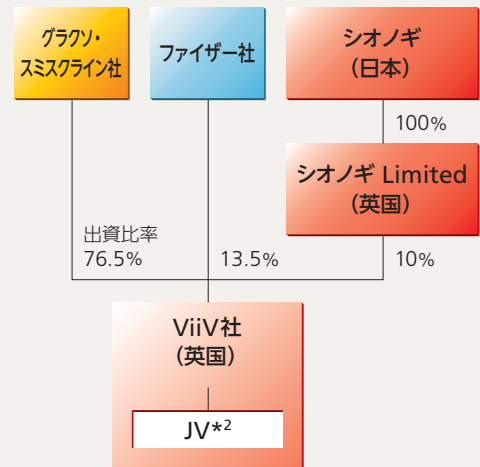 グラクソ・
スミスクライン社
ファイザー社
シオノギ
（日本）
100%
シオノギ Limited
（英国）
出資比率
76.5%
13.5%
10%
ViiV社
（英国）
JV*2